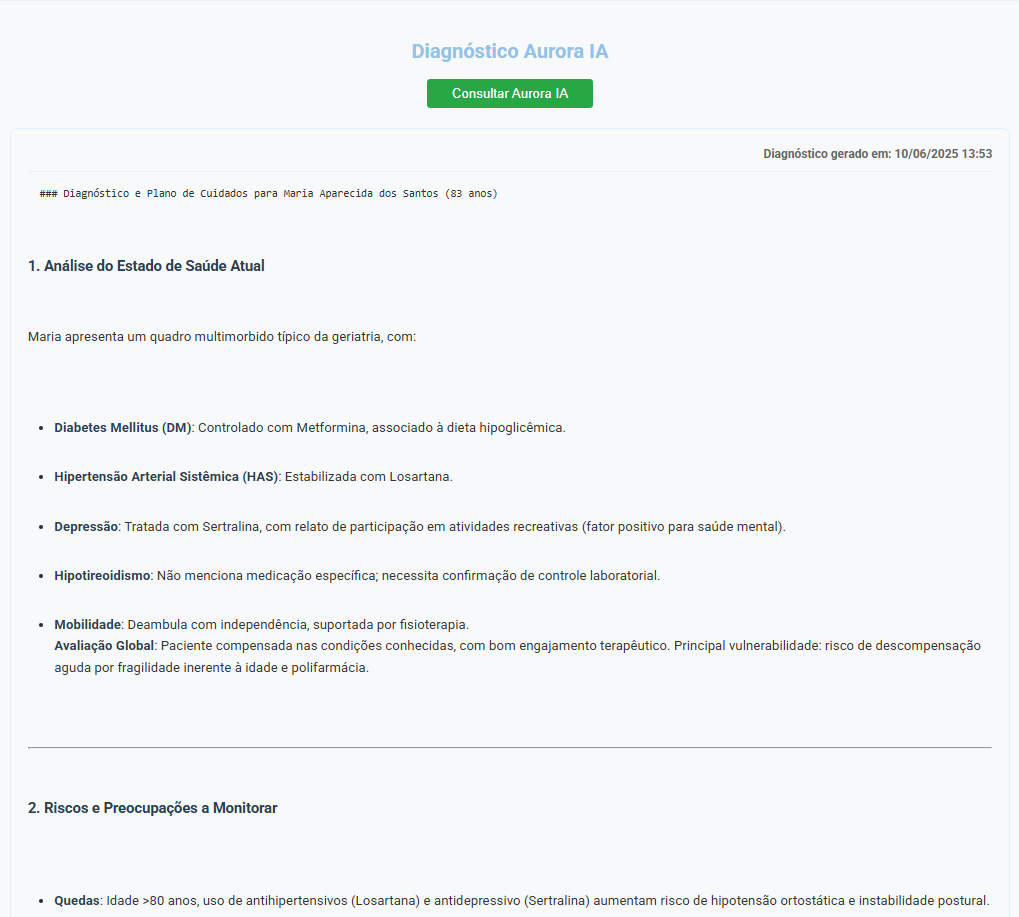 Diagnóstico Aurora IA
Consultar Aurora IA
Diagnóstico gerado em: 10/06/2025 13:53
### Diagnóstico e Plano de Cuidados para Maria Aparecida dos Santos (83 anos)
1. Análise do Estado de Saúde Atual
Maria apresenta um quadro multimorbido típico da geriatria, com:
• Diabetes Mellitus (DM): Controlado com Metformina, associado à dieta hipoglicêmica.
• Hipertensão Arterial Sistêmica (HAS): Estabilizada com Losartana.
• Depressão: Tratada com Sertralina, com relato de participação em atividades recreativas (fator positivo para saúde mental).
• Hipotireoidismo: Não menciona medicação específica; necessita confirmação de controle laboratorial.
• Mobilidade: Deambula com independência, suportada por fisioterapia.
Avaliação Global: Paciente compensada nas condições conhecidas, com bom engajamento terapêutico. Principal vulnerabilidade: risco de descompensação
aguda por fragilidade inerente à idade e polifarmácia.
2. Riscos e Preocupações a Monitorar
• Quedas: Idade >80 anos, uso de antihipertensivos (Losartana) e antidepressivo (Sertralina) aumentam risco de hipotensão ortostática e instabilidade postural.